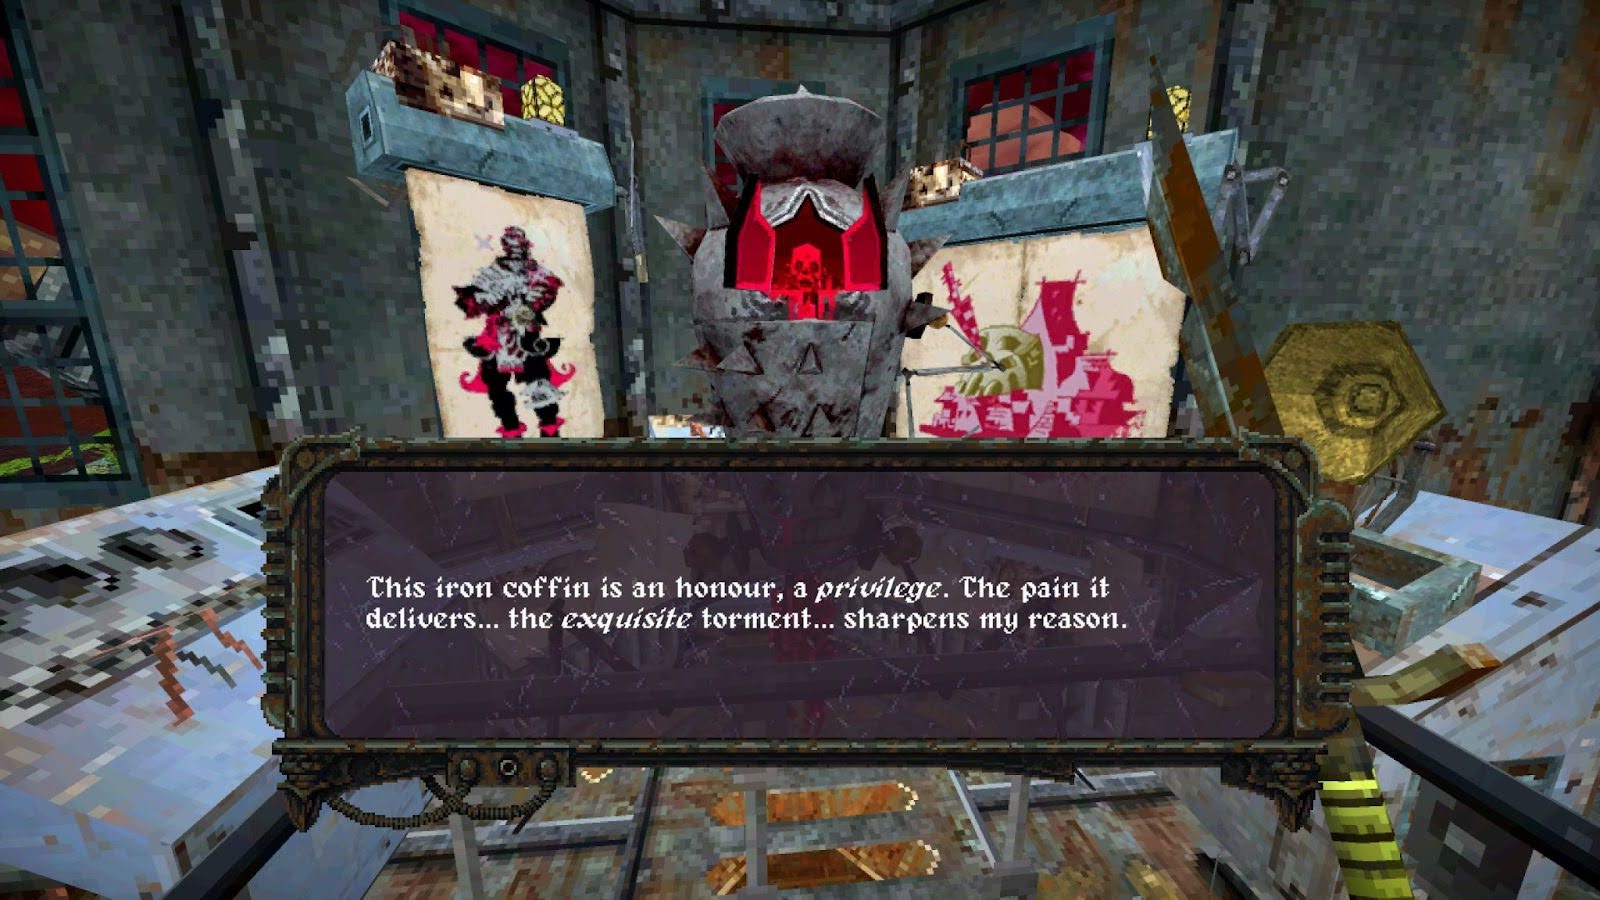 This iron coffin is an honour, a privilege. The pain it
delivers... the exquisite torment... sharpens my reason.